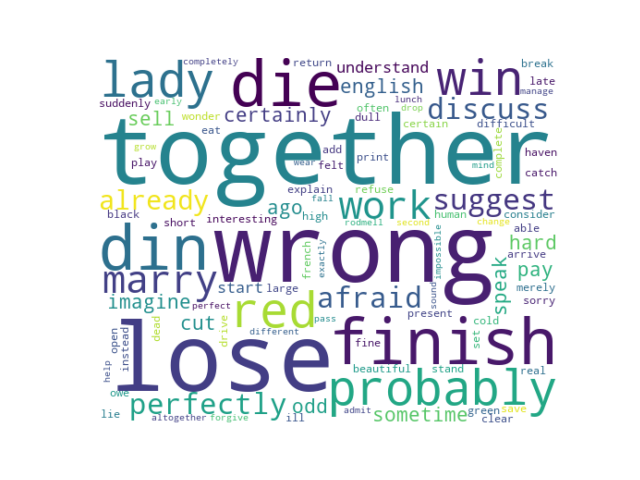 completely return understand break
lady die win late
suddenly early lunch english manage
sell wonder certainly often drop dull discuss
eat together certain difficult complete
grow play add felt print haven
wear mind catch
already explain refuse suggest
black short interesting ago high fall work human consider
rodmell second change able
din wrong french exactly impossible speak hard
marry start large afraid sound pay arrive
imagine perfect red present merely sorry
dead cut drive different pass cold set
open instead lose fine finish
help beautiful stand real
owe perfectly odd probably
lie altogether forgive ill admit sometime green save
clear